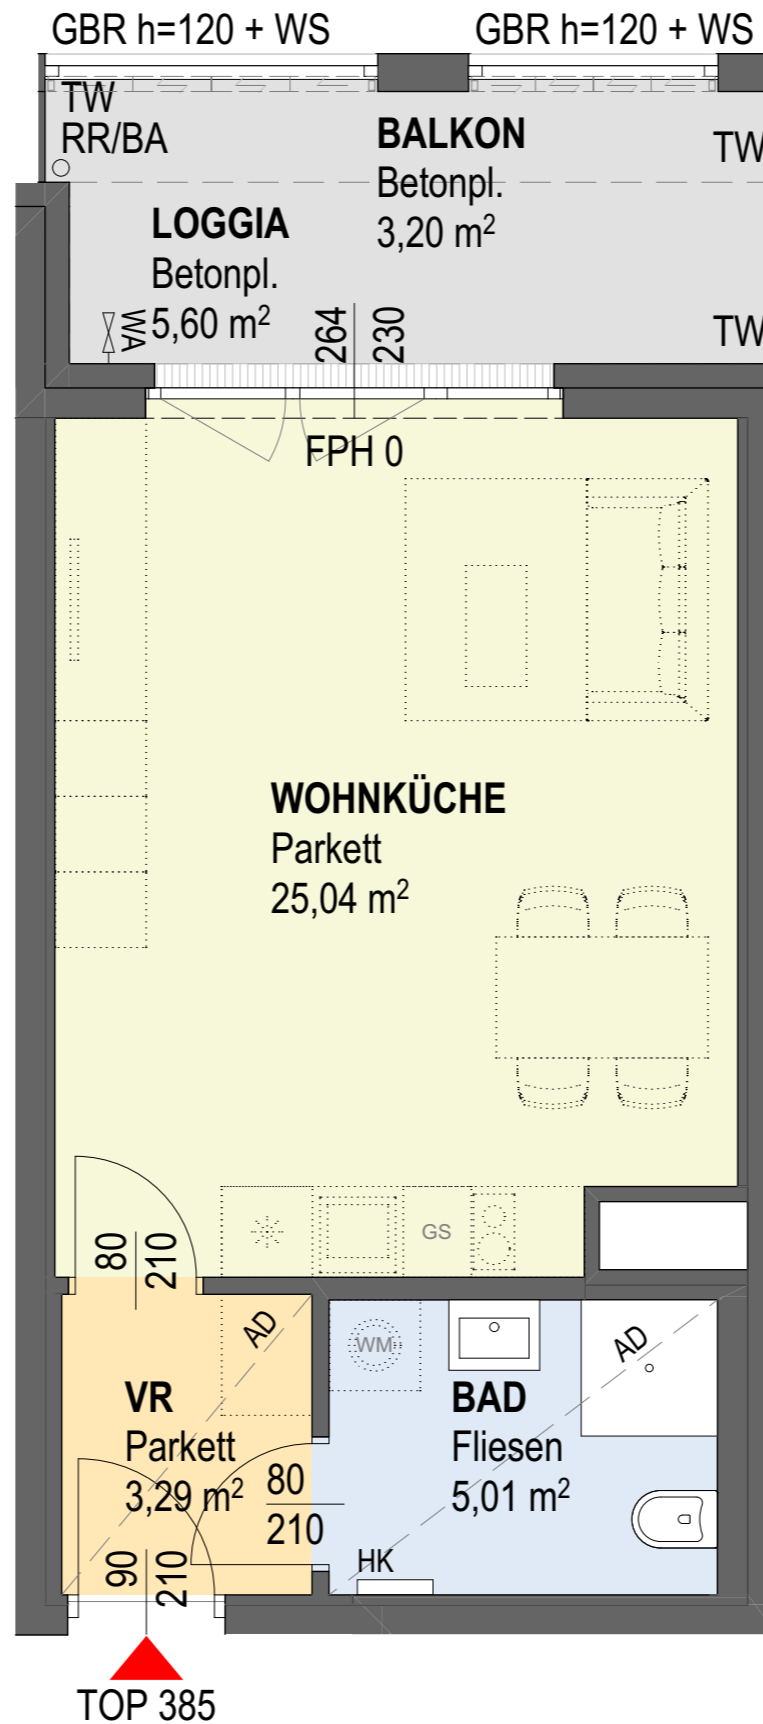 GBR h=120 + WS
GBR h=120 + WS
TW
RR/BA
BALKON
Betonpl.
3,20 m²
TW
LOGGIA
Betonpl.
5,60 m²
WA
264
230
TW
FPH 0
WOHNKÜCHE
Parkett
25,04 m²
GS
80
210
AD
WM
AD
VR
Parkett
3,29 m²
BAD
Fliesen
5,01 m²
80
210
HK
90
210
TOP 385